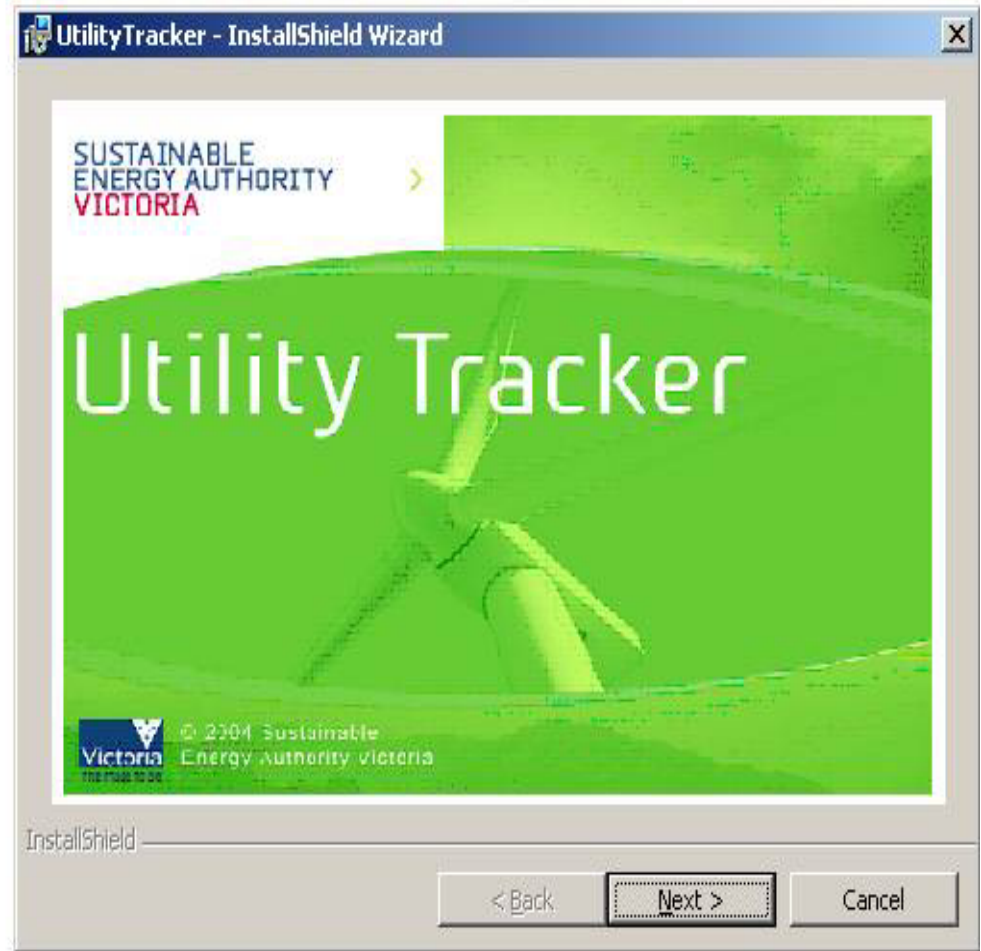 UtilityTracker - InstallShield Wizard
SUSTAINABLE
ENERGY AUTHORITY
VICTORIA
Utility Tracker
Victoria
© 2004 Sustainable
Energy Authority Victoria
InstallShield
< Back
Next >
Cancel